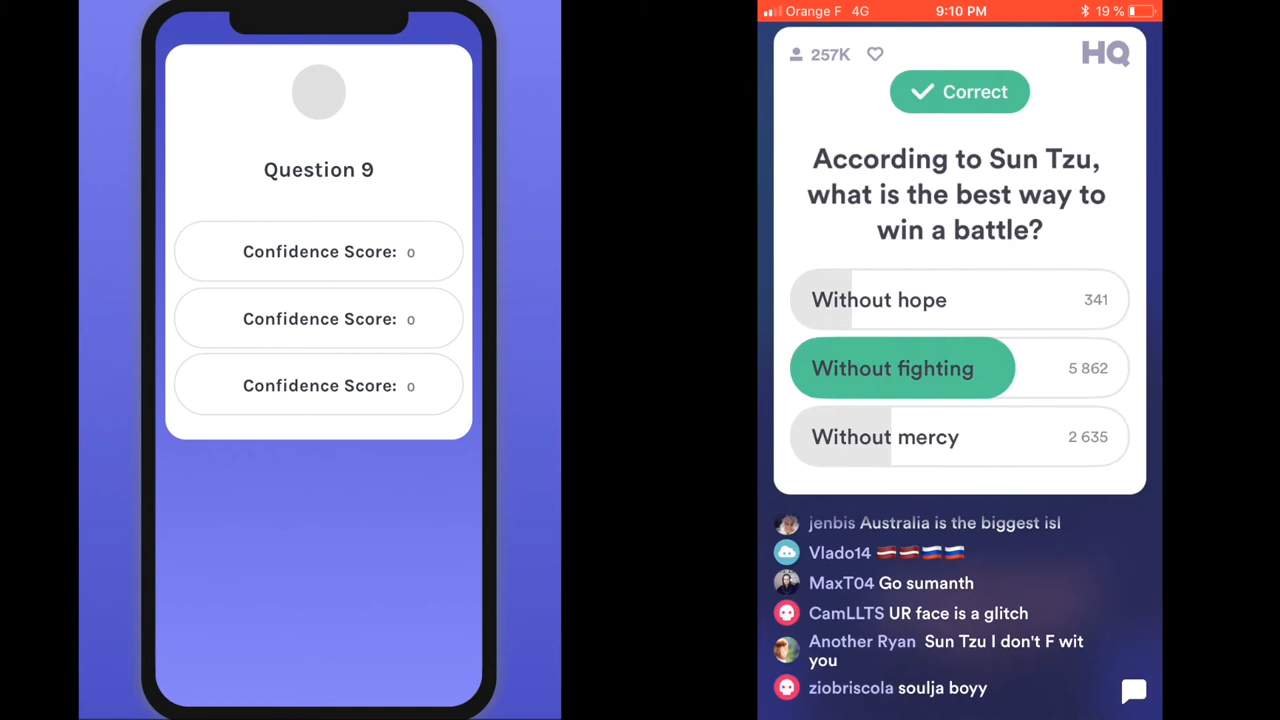 Question 9
Confidence Score: 0
Confidence Score: 0
Confidence Score: 0
Orange F 4G 9:10 PM 19 %
257K HQ
Correct
According to Sun Tzu,
what is the best way to
win a battle?
Without hope 341
Without fighting 5 862
Without mercy 2 635
jenbis Australia is the biggest isl
Vlado14
MaxT04 Go sumanth
CamLLTS UR face is a glitch
Another Ryan Sun Tzu I don't F wit
you
ziobriscola soulja boyy